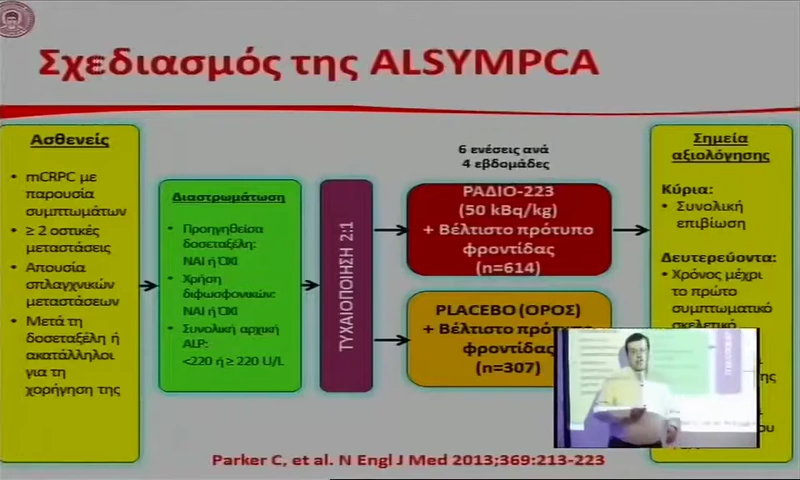 Σχεδιασμός της ALSYMPCA
Ασθενείς
• mCRPC με
παρουσία
συμπτωμάτων
• ≥ 2 οστικές
μεταστάσεις
• Απουσία
σπλαγχνικών
μεταστάσεων
• Μετά τη
δοσεταξέλη ή
ακατάλληλοι
για τη
χορήγηση της
Διαστρωμάτωση
• Προηγηθείσα
δοσεταξέλη:
ΝΑΙ ή ΌΧΙ
• Χρήση
διφωσφονικών:
ΝΑΙ ή ΌΧΙ
• Συνολική αρχική
ALP:
<220 ή ≥ 220 U/L
ΤΥΧΑΙΟΠΟΙΗΣΗ 2:1
6 ενέσεις ανά
4 εβδομάδες
ΡΑΔΙΟ-223
(50 kBq/kg)
+ Βέλτιστο πρότυπο
φροντίδας
(n=614)
PLACEBO (ΟΡΟΣ)
+ Βέλτιστο πρότυπο
φροντίδας
(n=307)
Σημεία
αξιολόγησης
Κύρια:
• Συνολική
επιβίωση
Δευτερεύοντα:
• Χρόνος μέχρι
το πρώτο
συμπτωματικό
σκελετικό
Parker C, et al. N Engl J Med 2013;369:213-223